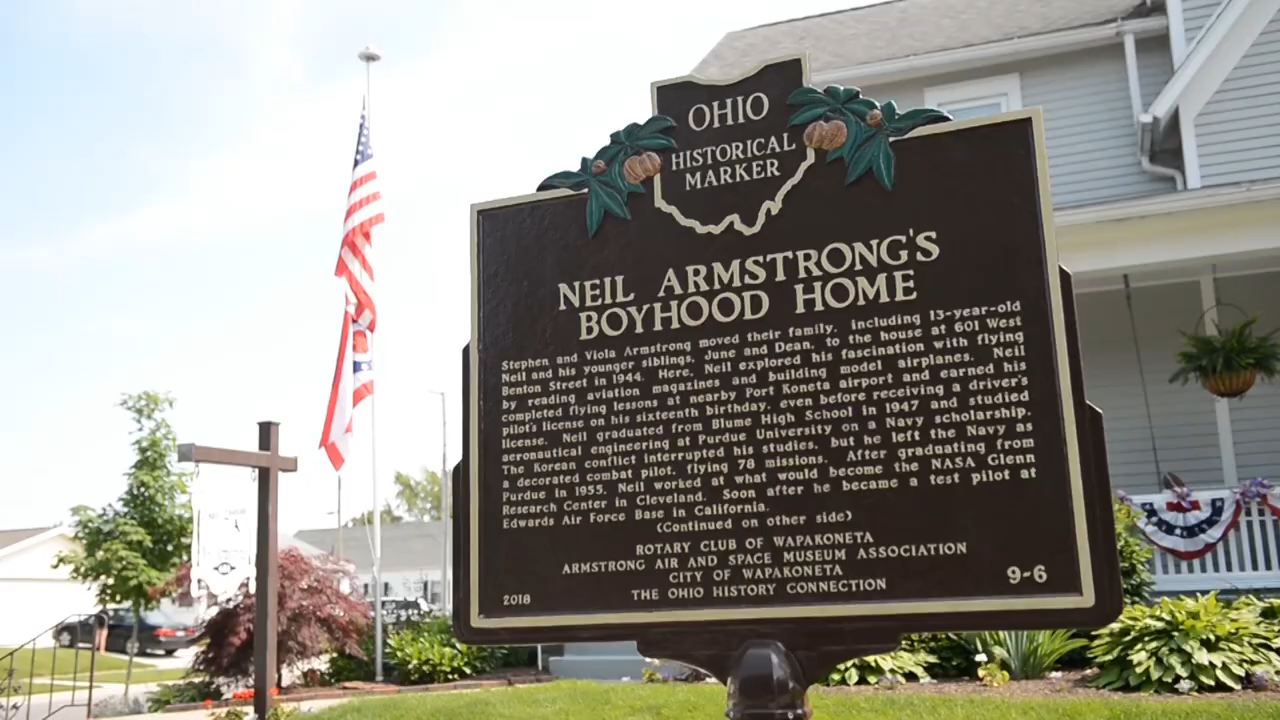 OHIO
HISTORICAL
MARKER
NEIL ARMSTRONG'S
BOYHOOD HOME
Stephen and Viola Armstrong moved their family, including 13-year-old
Neil and his younger siblings, June and Dean, to the house at 601 West
Benton Street in 1944. Here, Neil explored his fascination with flying
by reading aviation magazines and building model airplanes. Neil
completed flying lessons at nearby Port Koneta airport and earned his
pilot's license on his sixteenth birthday, even before receiving a driver's
license. Neil graduated from Blume High School in 1947 and studied
aeronautical engineering at Purdue University on a Navy scholarship.
The Korean conflict interrupted his studies, but he left the Navy as
a decorated combat pilot, flying 78 missions. After graduating from
Purdue in 1955, Neil worked at what would become the NASA Glenn
Research Center in Cleveland. Soon after he became a test pilot at
Edwards Air Force Base in California.
(Continued on other side)
ROTARY CLUB OF WAPAKONETA
ARMSTRONG AIR AND SPACE MUSEUM ASSOCIATION
CITY OF WAPAKONETA
THE OHIO HISTORY CONNECTION
2018
9-6